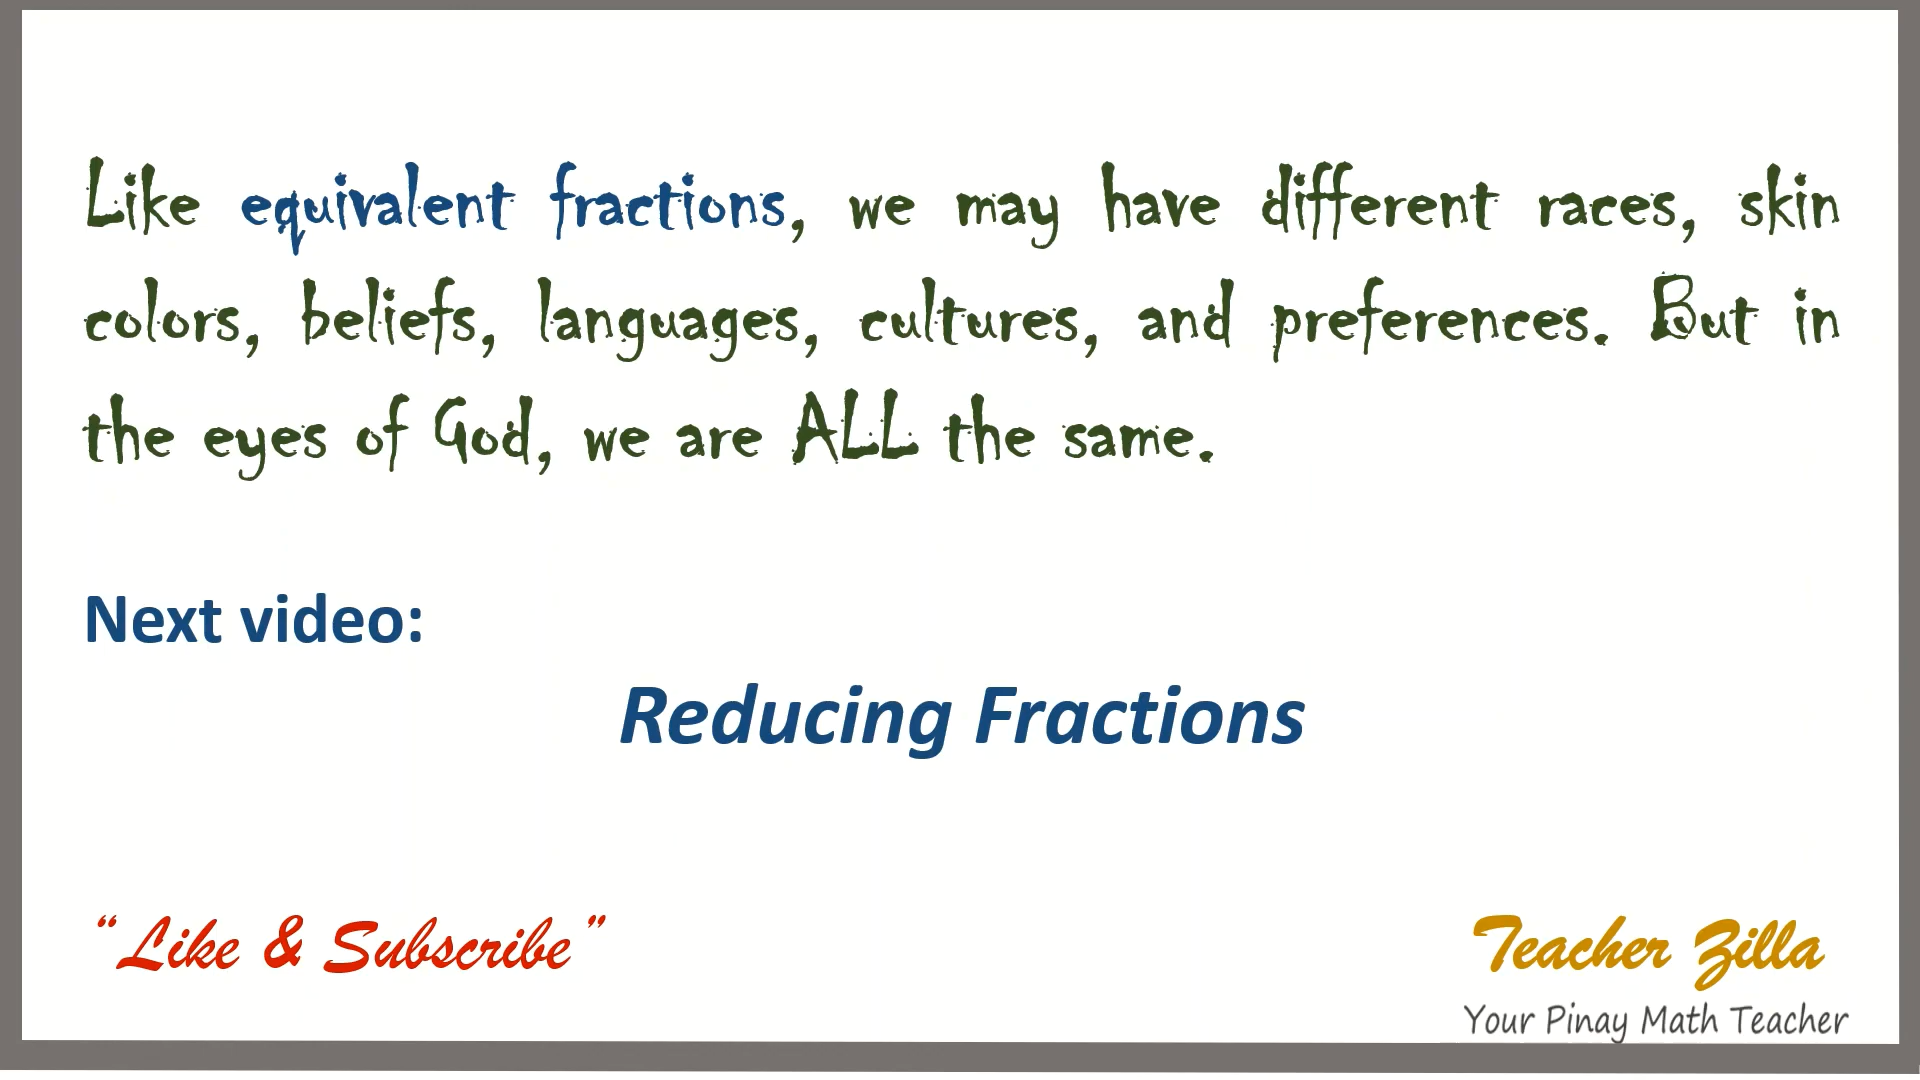 Like equivalent fractions, we may have different races, skin
colors, beliefs, languages, cultures, and preferences. But in
the eyes of God, we are ALL the same.
Next video:
Reducing Fractions
“Like & Subscribe”
Teacher Zilla
Your Pinay Math Teacher